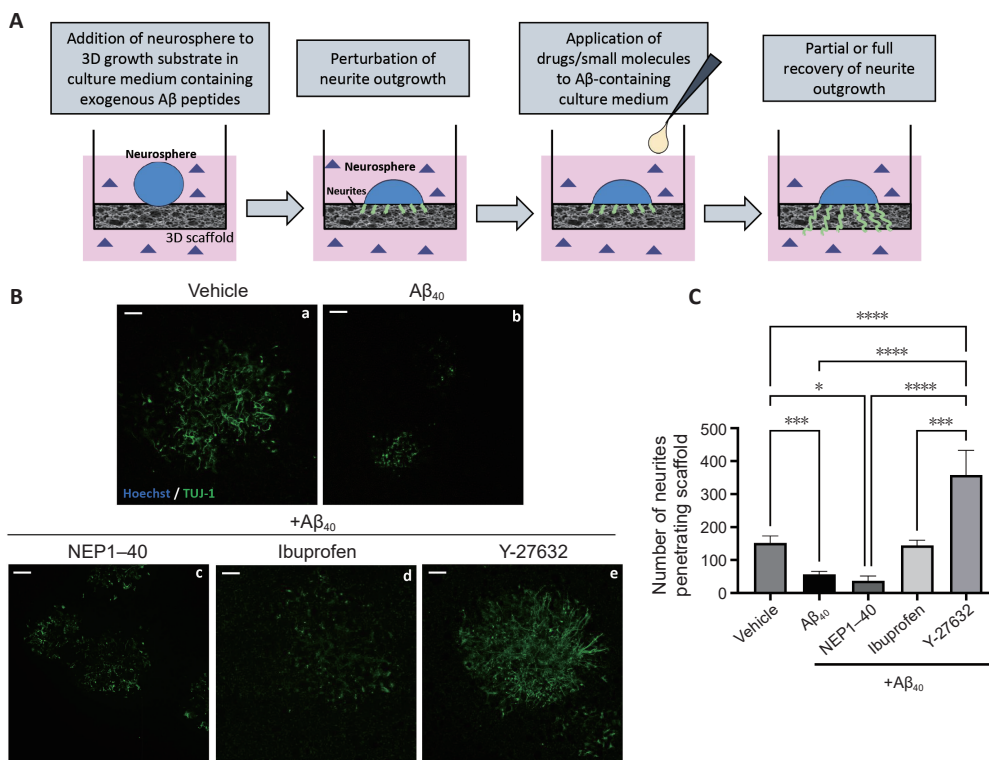 A
Addition of neurosphere to
3D growth substrate in
culture medium containing
exogenous Aβ peptides
Perturbation of
neurite outgrowth
Application of
drugs/small molecules
to Aβ-containing
culture medium
Partial or full
recovery of neurite
outgrowth
Neurosphere
3D scaffold
Neurosphere
Neurites
B
Vehicle
a
Hoechst / TUJ-1
Aβ₄₀
b
+Aβ₄₀
NEP1–40
c
Ibuprofen
d
Y-27632
e
C
****
****
*
****
***
***
Number of neurites
penetrating scaffold
500
400
300
200
100
0
Vehicle
Aβ₄₀
NEP1–40
Ibuprofen
Y-27632
+Aβ₄₀